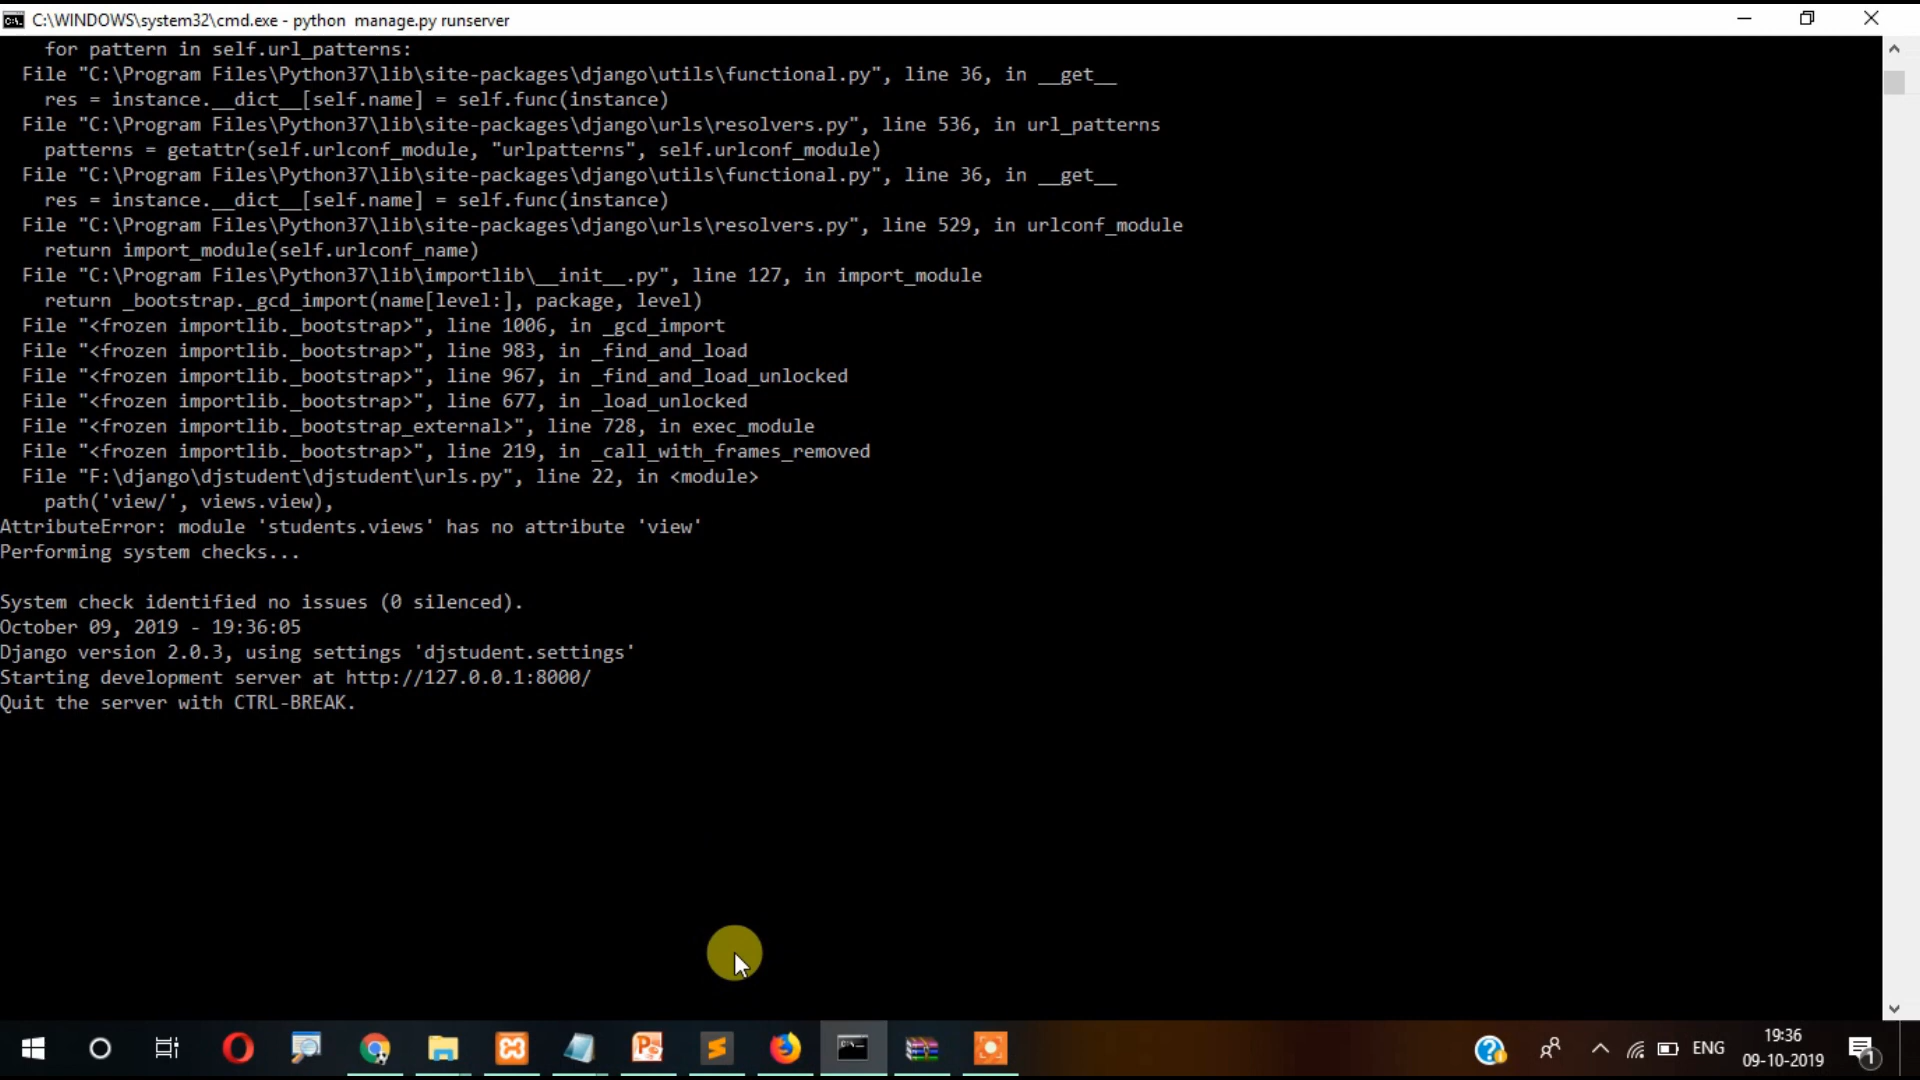 C:\WINDOWS\system32\cmd.exe - python  manage.py runserver
    for pattern in self.url_patterns:
  File "C:\Program Files\Python37\lib\site-packages\django\utils\functional.py", line 36, in __get__
    res = instance.__dict__[self.name] = self.func(instance)
  File "C:\Program Files\Python37\lib\site-packages\django\urls\resolvers.py", line 536, in url_patterns
    patterns = getattr(self.urlconf_module, "urlpatterns", self.urlconf_module)
  File "C:\Program Files\Python37\lib\site-packages\django\utils\functional.py", line 36, in __get__
    res = instance.__dict__[self.name] = self.func(instance)
  File "C:\Program Files\Python37\lib\site-packages\django\urls\resolvers.py", line 529, in urlconf_module
    return import_module(self.urlconf_name)
  File "C:\Program Files\Python37\lib\importlib\__init__.py", line 127, in import_module
    return _bootstrap._gcd_import(name[level:], package, level)
  File "<frozen importlib._bootstrap>", line 1006, in _gcd_import
  File "<frozen importlib._bootstrap>", line 983, in _find_and_load
  File "<frozen importlib._bootstrap>", line 967, in _find_and_load_unlocked
  File "<frozen importlib._bootstrap>", line 677, in _load_unlocked
  File "<frozen importlib._bootstrap_external>", line 728, in exec_module
  File "<frozen importlib._bootstrap>", line 219, in _call_with_frames_removed
  File "F:\django\djstudent\djstudent\urls.py", line 22, in <module>
    path('view/', views.view),
AttributeError: module 'students.views' has no attribute 'view'
Performing system checks...

System check identified no issues (0 silenced).
October 09, 2019 - 19:36:05
Django version 2.0.3, using settings 'djstudent.settings'
Starting development server at http://127.0.0.1:8000/
Quit the server with CTRL-BREAK.
ENG
19:36
09-10-2019
1